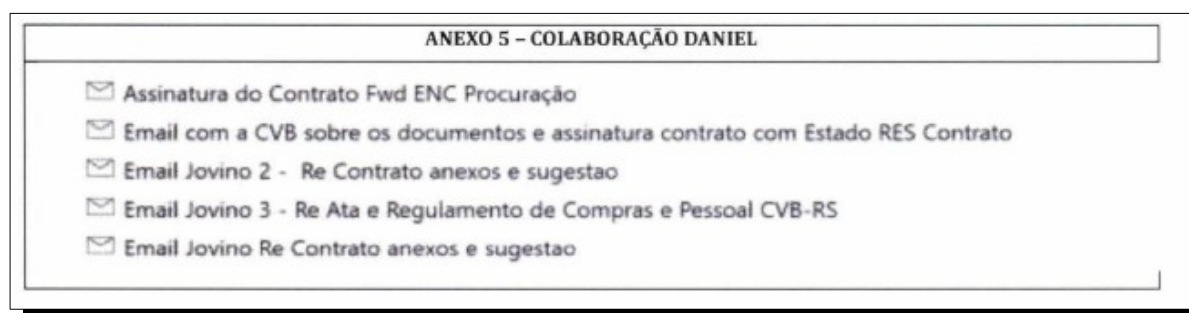 ANEXO 5 – COLABORAÇÃO DANIEL
Assinatura do Contrato Fwd ENC Procuração
Email com a CVB sobre os documentos e assinatura contrato com Estado RES Contrato
Email Jovino 2 - Re Contrato anexos e sugestao
Email Jovino 3 - Re Ata e Regulamento de Compras e Pessoal CVB-RS
Email Jovino Re Contrato anexos e sugestao